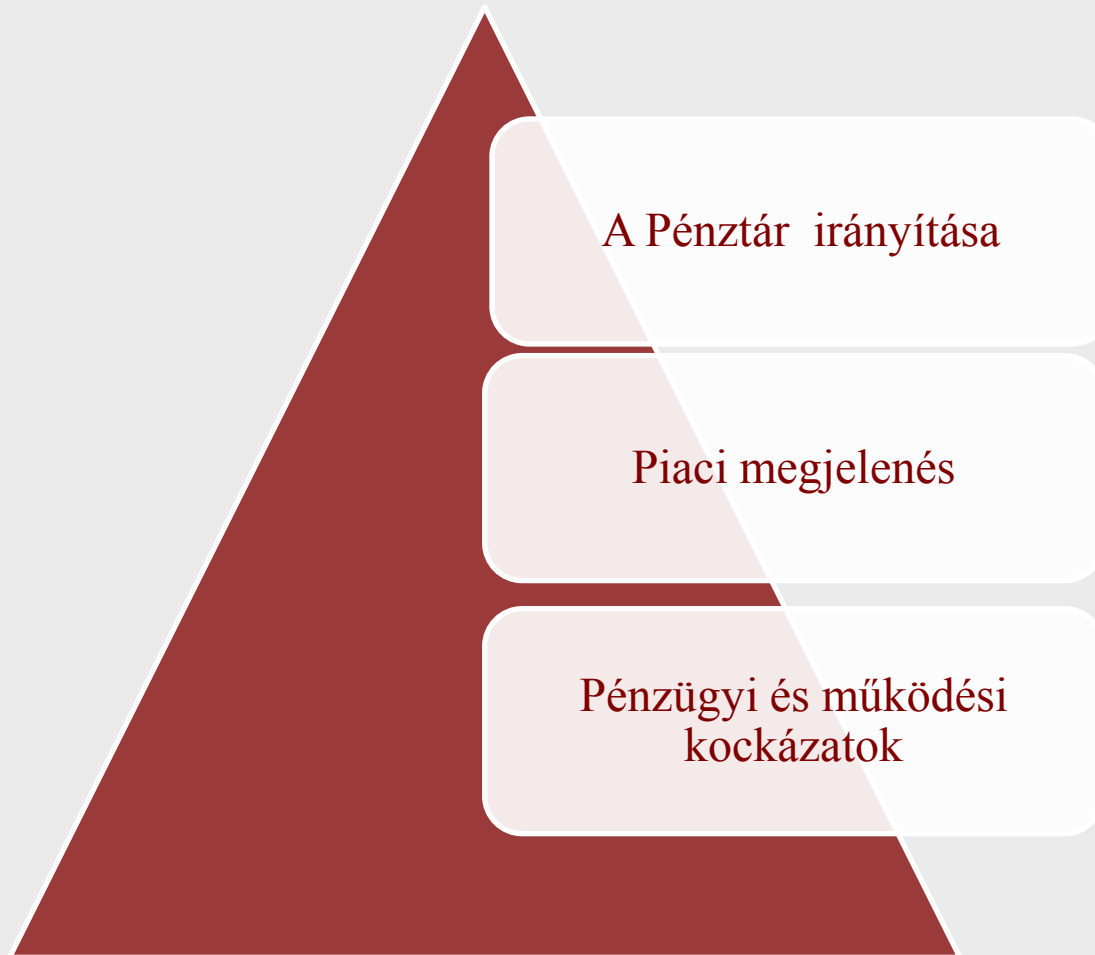 A Pénztár  irányítása
Piaci megjelenés
Pénzügyi és működési
kockázatok